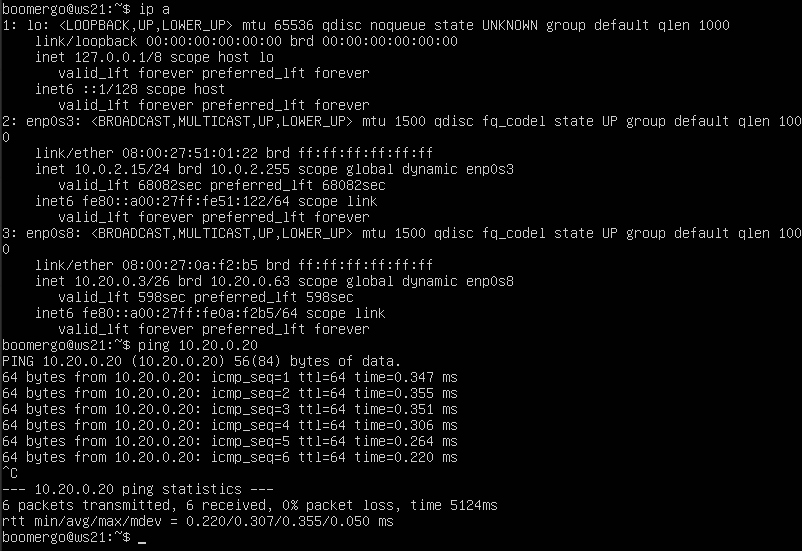 boomergo@ws21:~$ ip a
1: lo: <LOOPBACK,UP,LOWER_UP> mtu 65536 qdisc noqueue state UNKNOWN group default qlen 1000
    link/loopback 00:00:00:00:00:00 brd 00:00:00:00:00:00
    inet 127.0.0.1/8 scope host lo
       valid_lft forever preferred_lft forever
    inet6 ::1/128 scope host
       valid_lft forever preferred_lft forever
2: enp0s3: <BROADCAST,MULTICAST,UP,LOWER_UP> mtu 1500 qdisc fq_codel state UP group default qlen 100
0
    link/ether 08:00:27:51:01:22 brd ff:ff:ff:ff:ff:ff
    inet 10.0.2.15/24 brd 10.0.2.255 scope global dynamic enp0s3
       valid_lft 68082sec preferred_lft 68082sec
    inet6 fe80::a00:27ff:fe51:122/64 scope link
       valid_lft forever preferred_lft forever
3: enp0s8: <BROADCAST,MULTICAST,UP,LOWER_UP> mtu 1500 qdisc fq_codel state UP group default qlen 100
0
    link/ether 08:00:27:0a:f2:b5 brd ff:ff:ff:ff:ff:ff
    inet 10.20.0.3/26 brd 10.20.0.63 scope global dynamic enp0s8
       valid_lft 598sec preferred_lft 598sec
    inet6 fe80::a00:27ff:fe0a:f2b5/64 scope link
       valid_lft forever preferred_lft forever
boomergo@ws21:~$ ping 10.20.0.20
PING 10.20.0.20 (10.20.0.20) 56(84) bytes of data.
64 bytes from 10.20.0.20: icmp_seq=1 ttl=64 time=0.347 ms
64 bytes from 10.20.0.20: icmp_seq=2 ttl=64 time=0.355 ms
64 bytes from 10.20.0.20: icmp_seq=3 ttl=64 time=0.351 ms
64 bytes from 10.20.0.20: icmp_seq=4 ttl=64 time=0.306 ms
64 bytes from 10.20.0.20: icmp_seq=5 ttl=64 time=0.264 ms
64 bytes from 10.20.0.20: icmp_seq=6 ttl=64 time=0.220 ms
^C
--- 10.20.0.20 ping statistics ---
6 packets transmitted, 6 received, 0% packet loss, time 5124ms
rtt min/avg/max/mdev = 0.220/0.307/0.355/0.050 ms
boomergo@ws21:~$ _